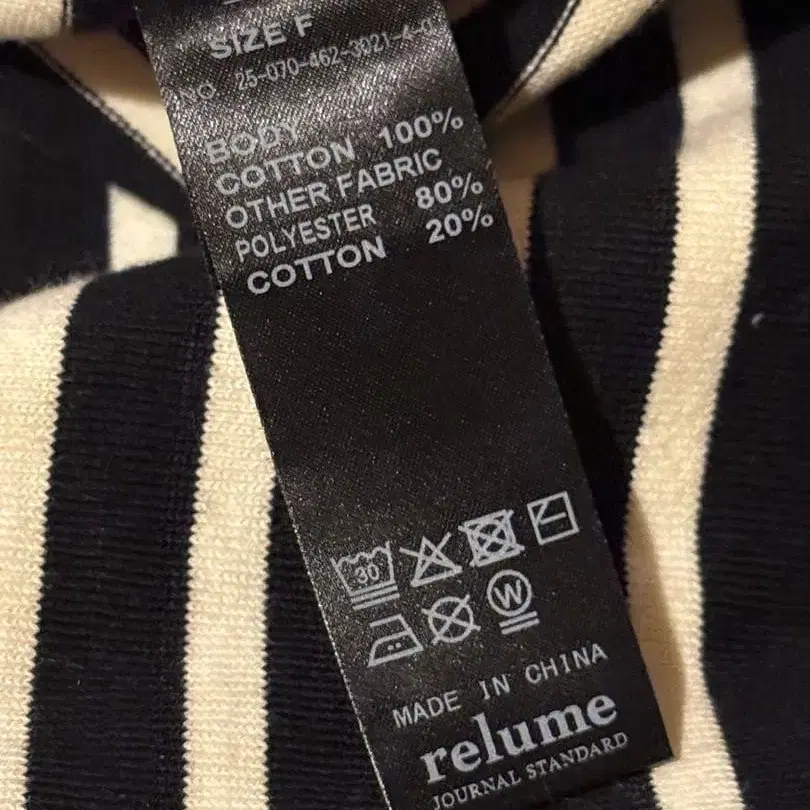 SIZE F
NO 25-070-462-3021-4-0
BODY
COTTON 100%
OTHER FABRIC
POLYESTER 80%
COTTON 20%
30
W
MADE IN CHINA
relume
JOURNAL STANDARD